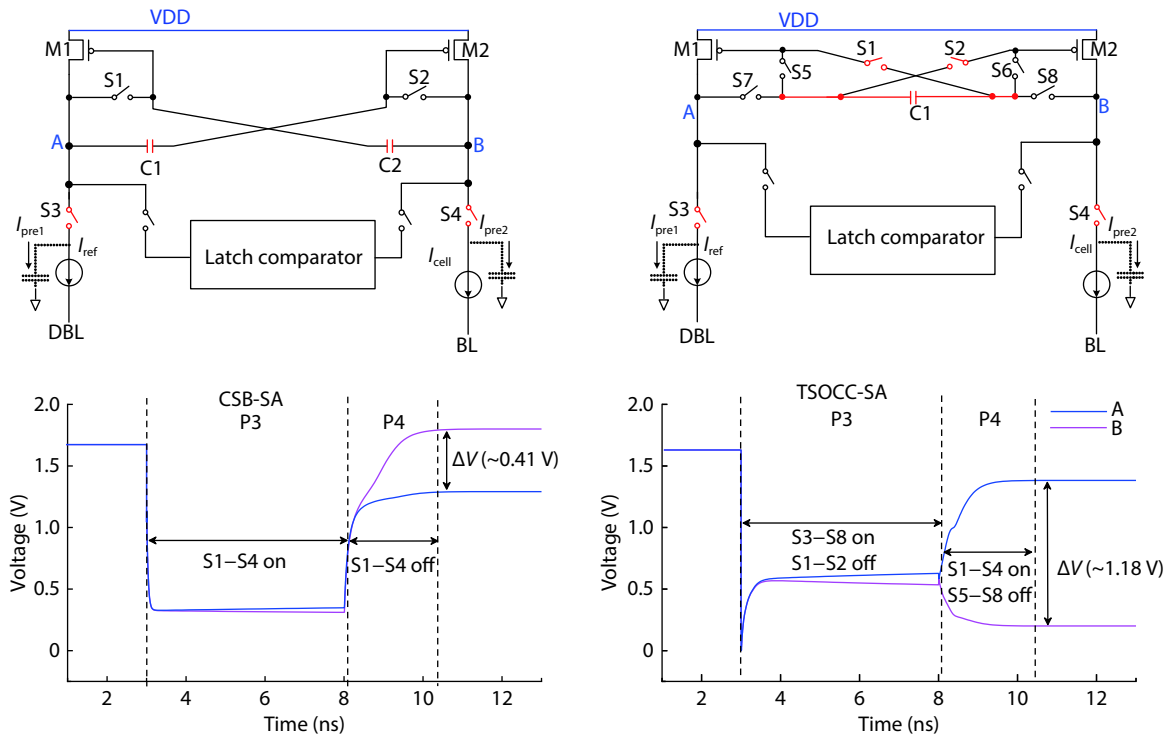 VDD
M1
M2
S1
S2
A
B
C1
C2
S3
S4
Ipre1
Ipre2
Iref
Icell
Latch comparator
DBL
BL
VDD
M1
M2
S1
S2
S5
S6
S7
S8
A
B
C1
S3
S4
Ipre1
Ipre2
Iref
Icell
Latch comparator
DBL
BL
CSB-SA
P3
P4
ΔV (~0.41 V)
S1–S4 on
S1–S4 off
Voltage (V)
2.0
1.5
1.0
0.5
0
2
4
6
8
10
12
Time (ns)
TSOCC-SA
P3
P4
A
B
S3–S8 on
S1–S2 off
S1–S4 on
S5–S8 off
ΔV (~1.18 V)
Voltage (V)
2.0
1.5
1.0
0.5
0
2
4
6
8
10
12
Time (ns)